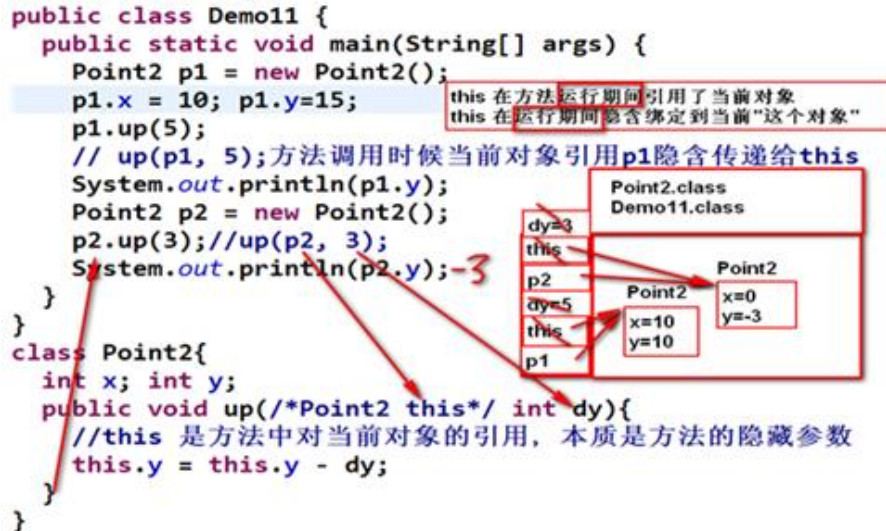 public class Demo11 {
public static void main(String[] args) {
Point2 p1 = new Point2();
p1.x = 10; p1.y=15;
this 在方法运行期间引用了当前对象
this 在运行期间隐含绑定到当前"这个对象"
p1.up(5);
// up(p1, 5);方法调用时候当前对象引用p1隐含传递给this
System.out.println(p1.y);
Point2 p2 = new Point2();
p2.up(3);//up(p2, 3);
System.out.println(p2.y);-3
}
}
class Point2{
int x; int y;
public void up(/*Point2 this*/ int dy){
//this 是方法中对当前对象的引用, 本质是方法的隐藏参数
this.y = this.y - dy;
}
}
Point2.class
Demo11.class
dy=3
this
p2
dy=5
this
p1
Point2
x=10
y=10
Point2
x=0
y=-3